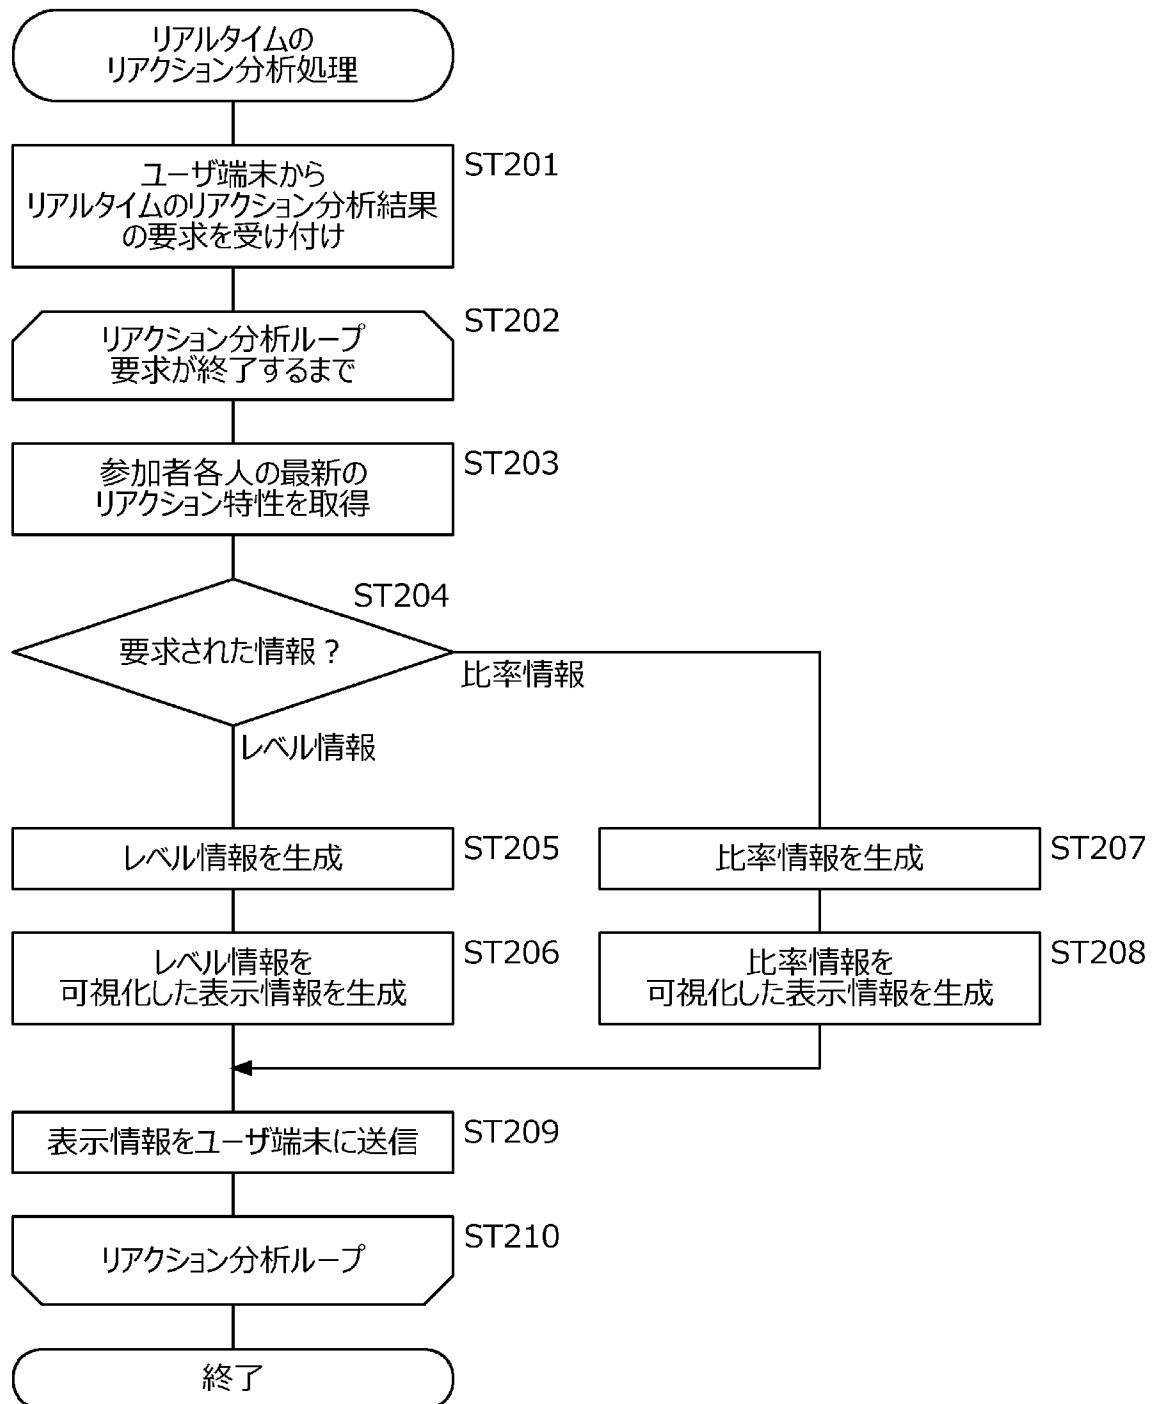 リアルタイムの
リアクション分析処理
ユーザ端末から
リアルタイムのリアクション分析結果
の要求を受け付け
ST201
リアクション分析ループ
要求が終了するまで
ST202
参加者各人の最新の
リアクション特性を取得
ST203
要求された情報？
ST204
比率情報
レベル情報
レベル情報を生成
ST205
比率情報を生成
ST207
レベル情報を
可視化した表示情報を生成
ST206
比率情報を
可視化した表示情報を生成
ST208
表示情報をユーザ端末に送信
ST209
リアクション分析ループ
ST210
終了